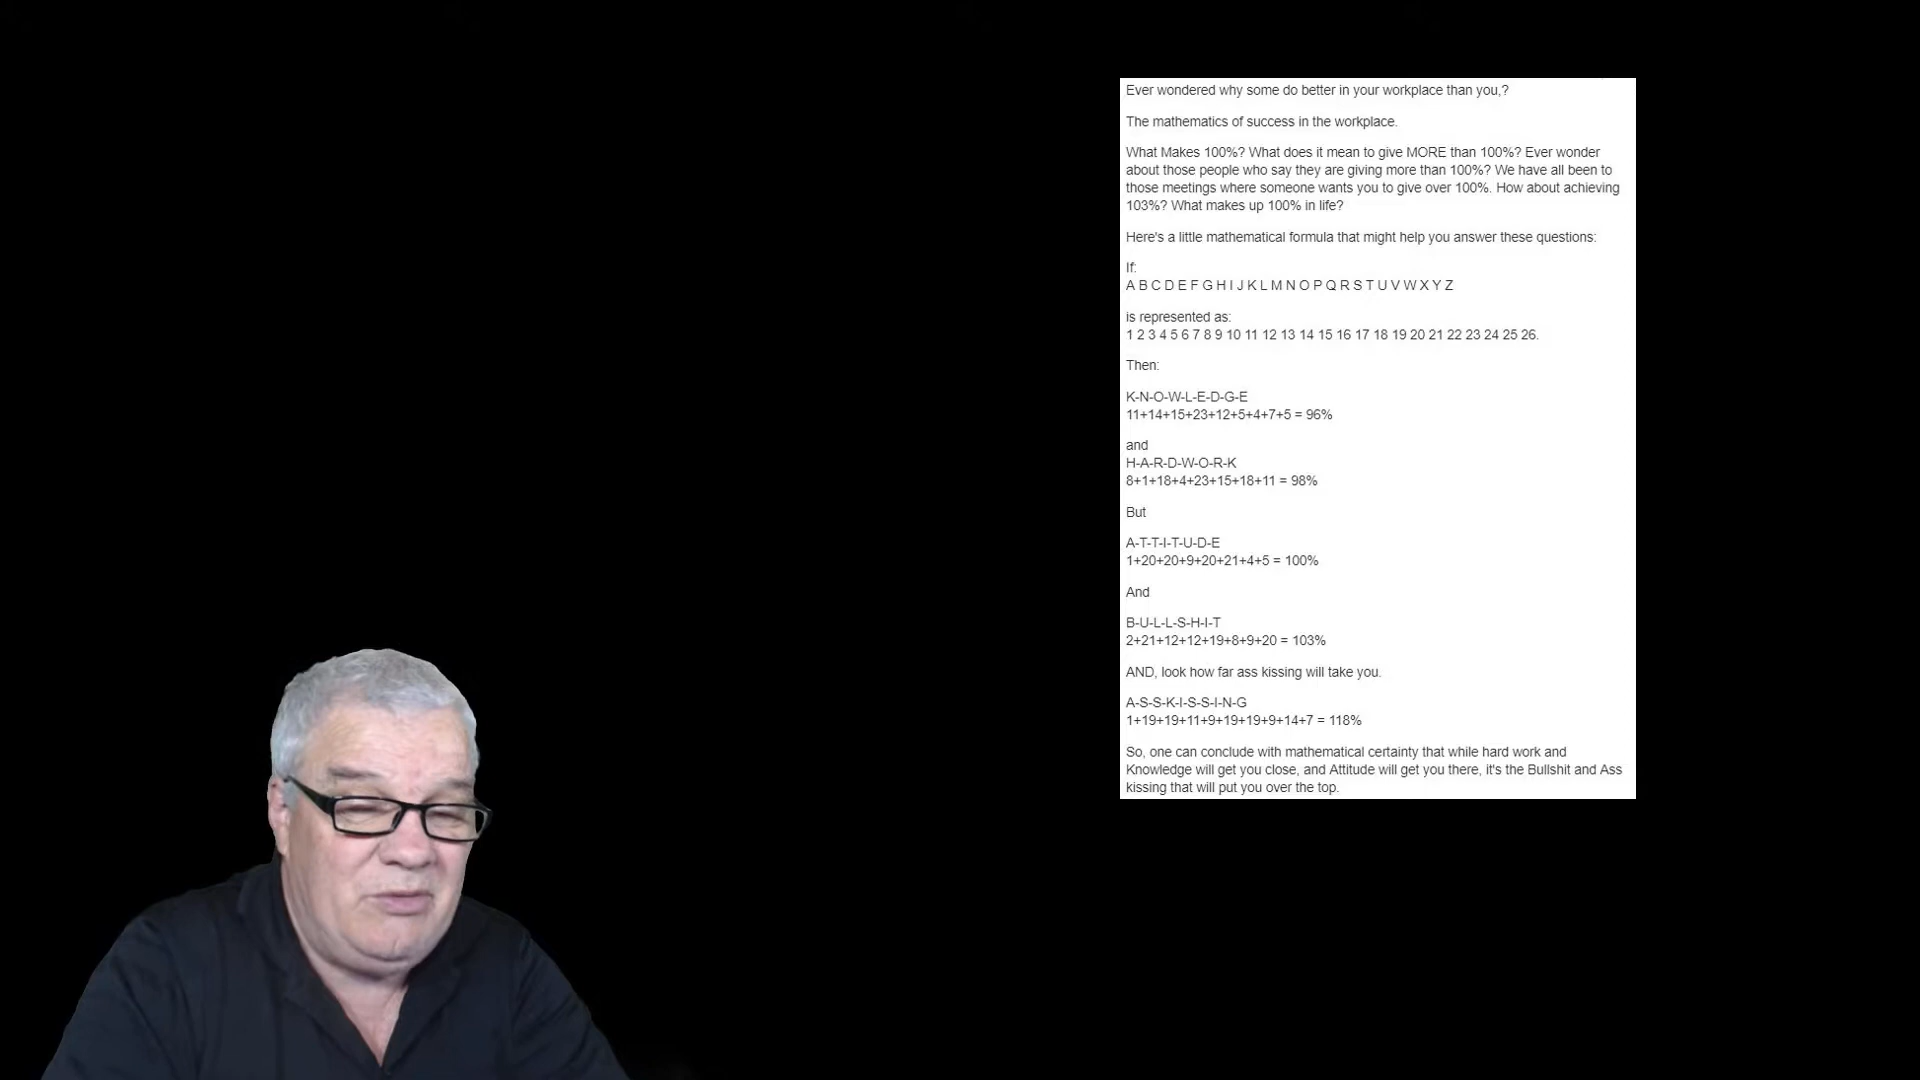 Ever wondered why some do better in your workplace than you,?
The mathematics of success in the workplace.
What Makes 100%? What does it mean to give MORE than 100%? Ever wonder
about those people who say they are giving more than 100%? We have all been to
those meetings where someone wants you to give over 100%. How about achieving
103%? What makes up 100% in life?
Here's a little mathematical formula that might help you answer these questions:
If:
A B C D E F G H I J K L M N O P Q R S T U V W X Y Z
is represented as:
1 2 3 4 5 6 7 8 9 10 11 12 13 14 15 16 17 18 19 20 21 22 23 24 25 26.
Then:
K-N-O-W-L-E-D-G-E
11+14+15+23+12+5+4+7+5 = 96%
and
H-A-R-D-W-O-R-K
8+1+18+4+23+15+18+11 = 98%
But
A-T-T-I-T-U-D-E
1+20+20+9+20+21+4+5 = 100%
And
B-U-L-L-S-H-I-T
2+21+12+12+19+8+9+20 = 103%
AND, look how far ass kissing will take you.
A-S-S-K-I-S-S-I-N-G
1+19+19+11+9+19+19+9+14+7 = 118%
So, one can conclude with mathematical certainty that while hard work and
Knowledge will get you close, and Attitude will get you there, it's the Bullshit and Ass
kissing that will put you over the top.